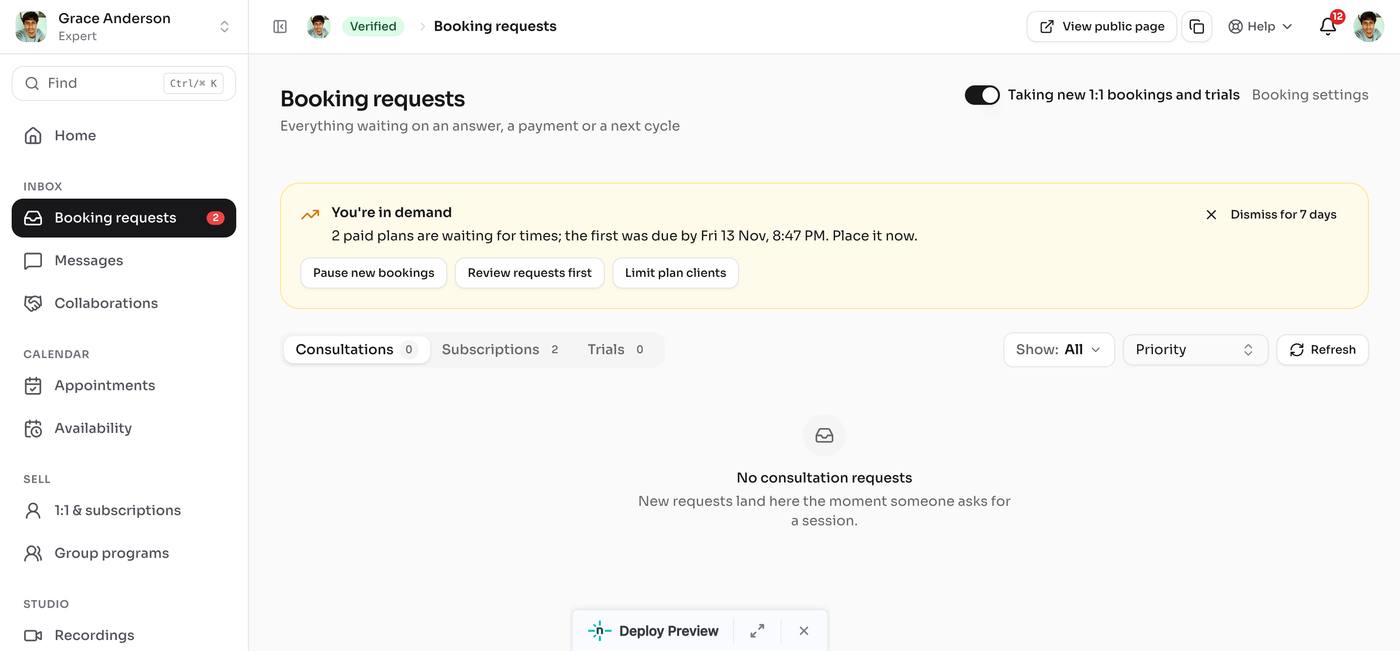 Grace Anderson
Expert
Verified
Booking requests
View public page
Help
12
Find
Ctrl/⌘ K
Home
INBOX
Booking requests 2
Messages
Collaborations
CALENDAR
Appointments
Availability
SELL
1:1 & subscriptions
Group programs
STUDIO
Recordings
Booking requests
Everything waiting on an answer, a payment or a next cycle
Taking new 1:1 bookings and trials
Booking settings
You're in demand
2 paid plans are waiting for times; the first was due by Fri 13 Nov, 8:47 PM. Place it now.
Dismiss for 7 days
Pause new bookings
Review requests first
Limit plan clients
Consultations 0
Subscriptions 2
Trials 0
Show: All
Priority
Refresh
No consultation requests
New requests land here the moment someone asks for
a session.
n
Deploy Preview